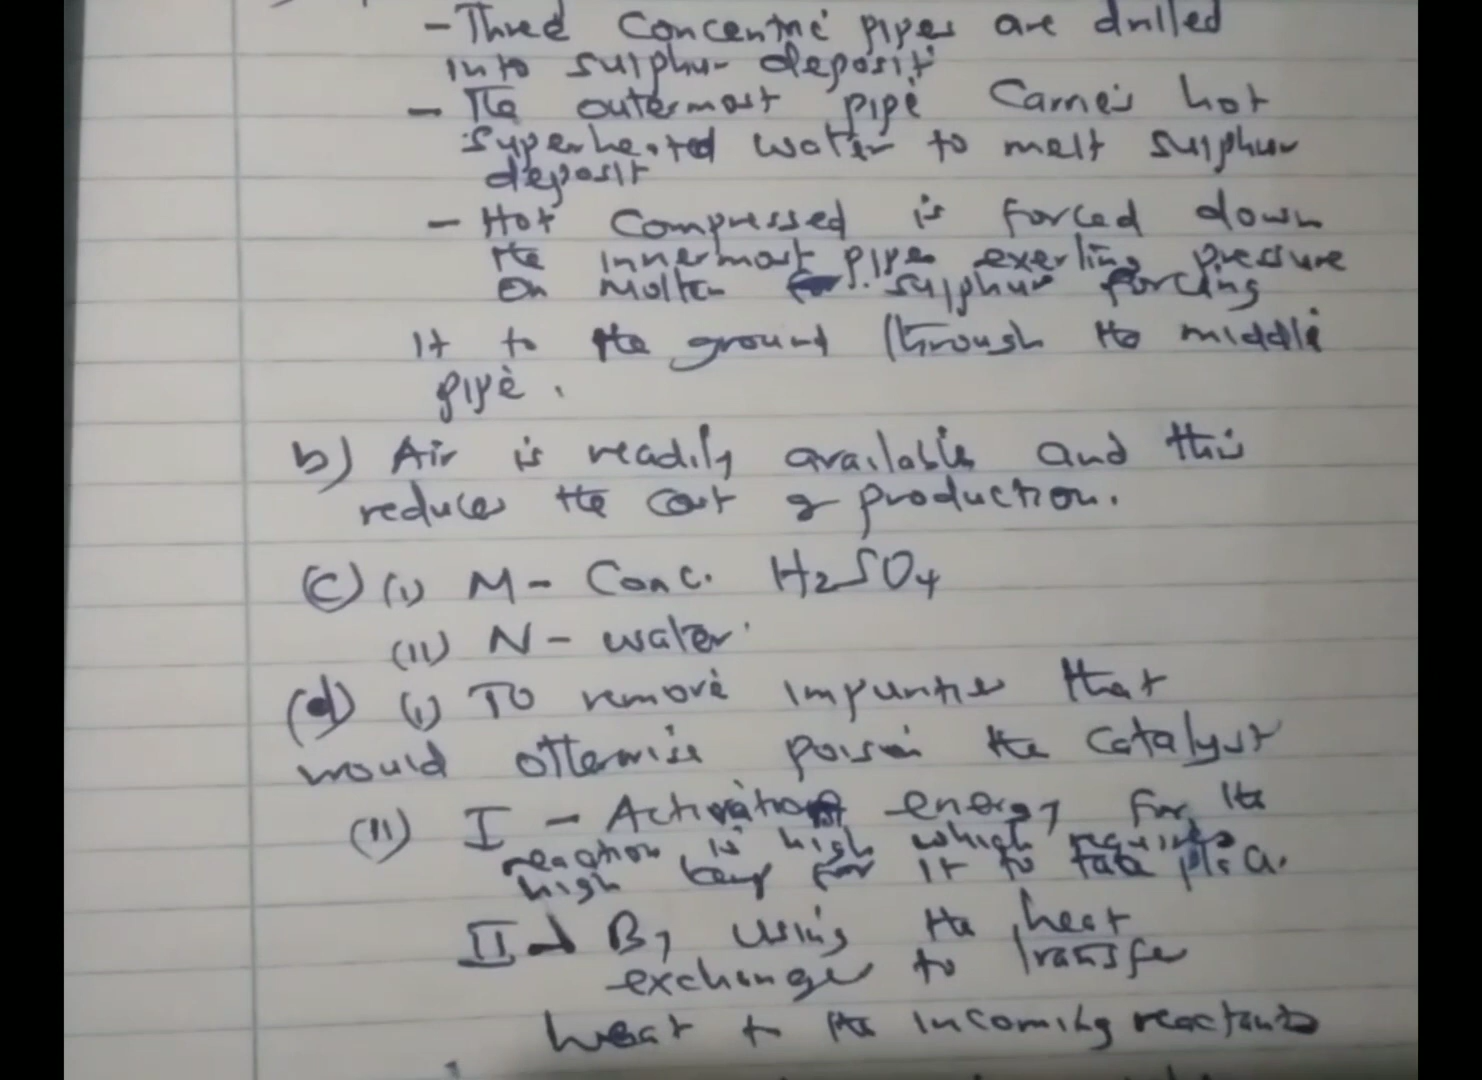 - Three Concentric pipes are drilled
into sulphur deposit
- The outermost pipe Carries hot
superheated water to melt sulphur
deposit
- Hot Compressed is forced down
the innermost pipe exerting pressure
on molten sulphur forcing
it to the ground through the middle
pipe.
b) Air is readily available and this
reduces the cost of production.
(c) (i) M - Conc. H₂SO₄
(ii) N - water.
(d) (i) To remove impurities that
would otherwise poison the catalyst
(ii) I - Activation energy for the
reaction is high which requires
high temp for it to take place.
II - By using the heat
exchanger to transfer
heat to the incoming reactants